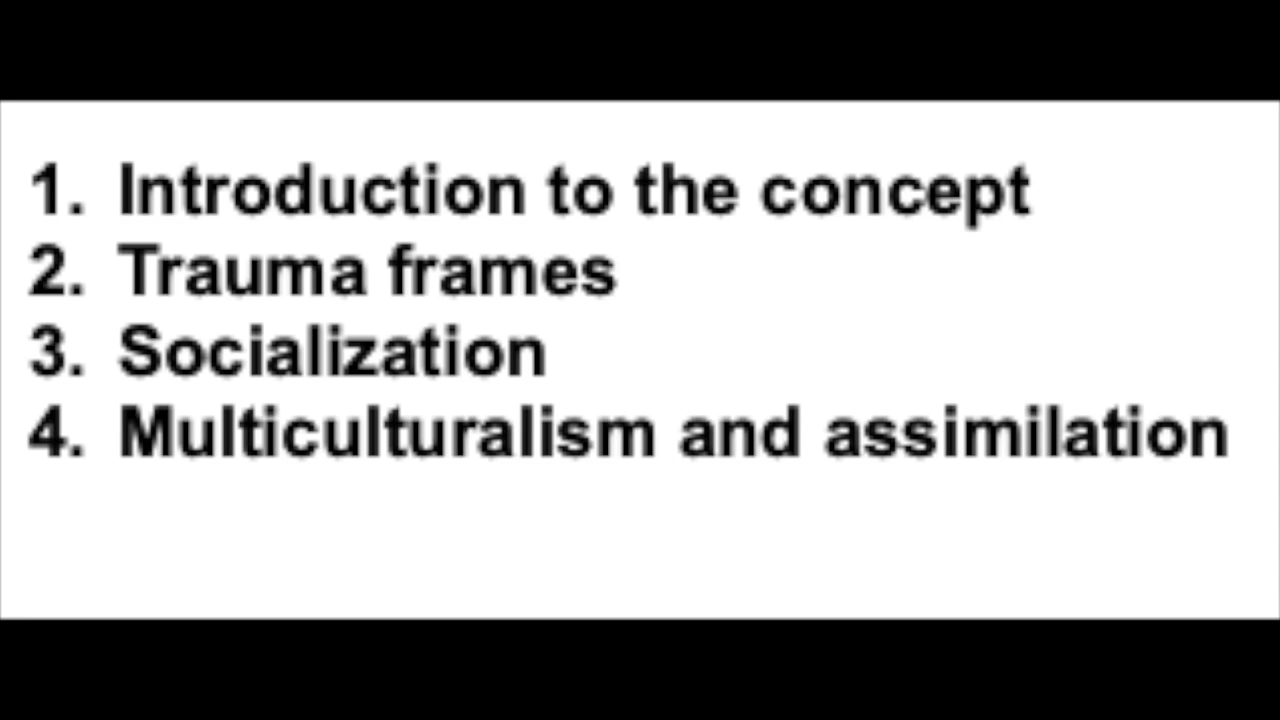 1. Introduction to the concept
2. Trauma frames
3. Socialization
4. Multiculturalism and assimilation